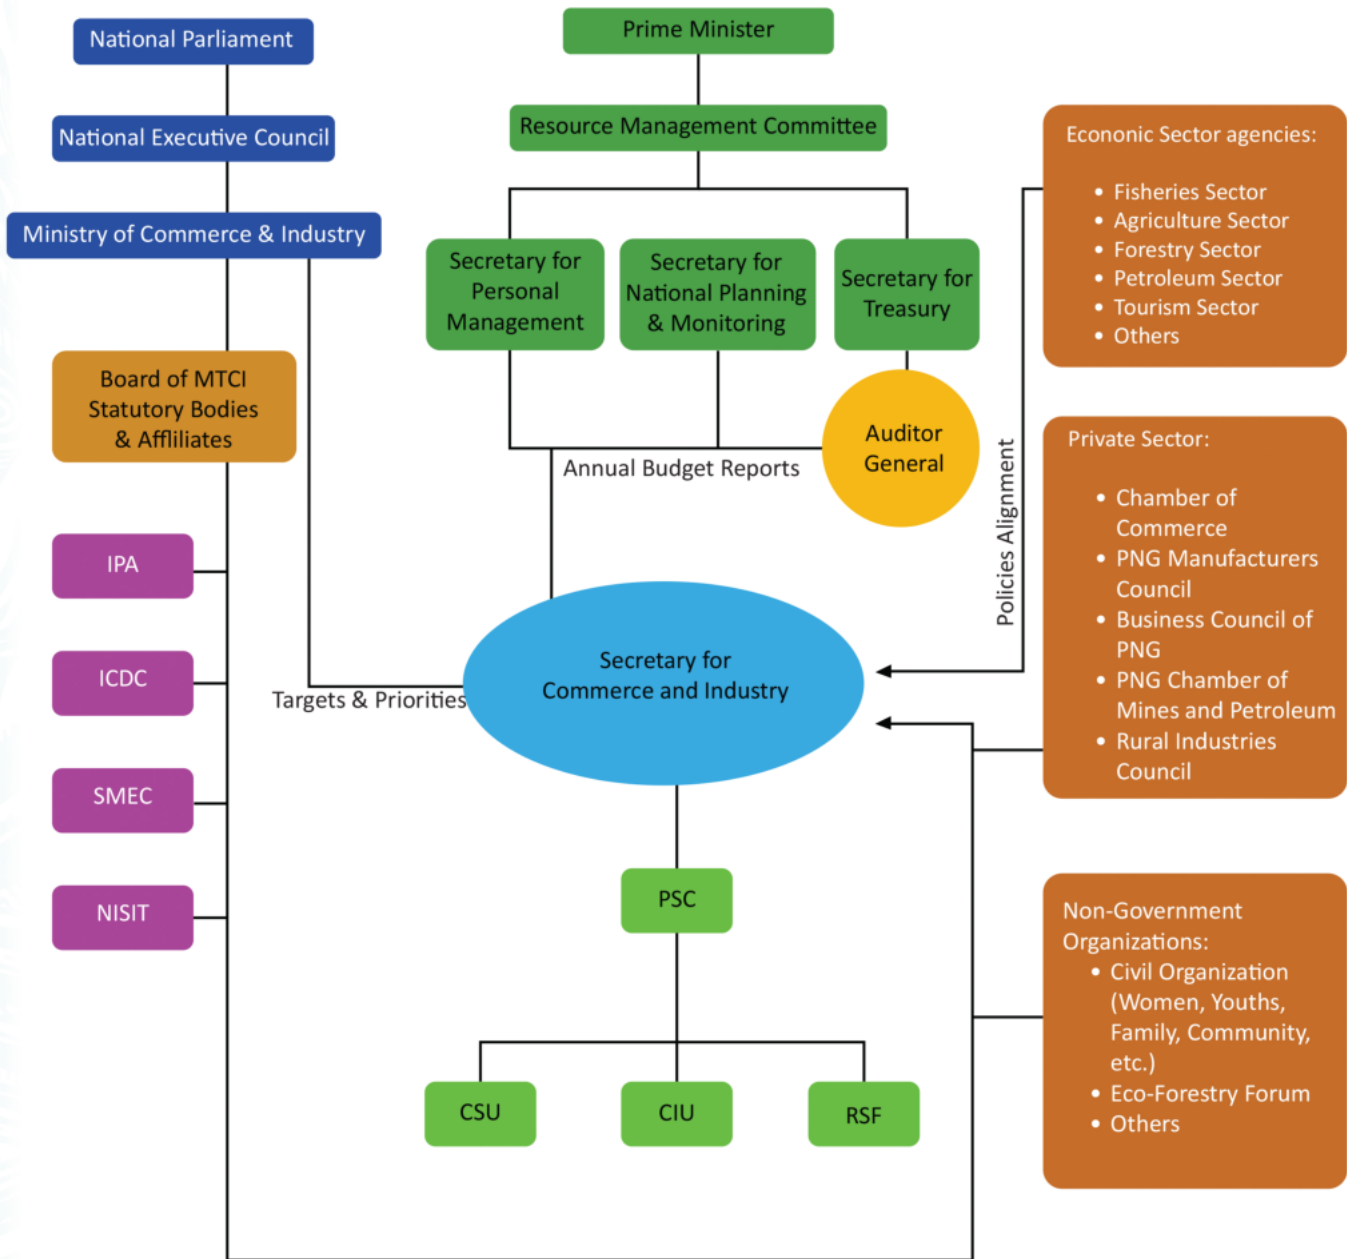 National Parliament
National Executive Council
Ministry of Commerce & Industry
Board of MTCI
Statutory Bodies
& Affliliates
IPA
ICDC
SMEC
NISIT
Prime Minister
Resource Management Committee
Secretary for
Personal
Management
Secretary for
National Planning
& Monitoring
Secretary for
Treasury
Auditor
General
Annual Budget Reports
Targets & Priorities
Secretary for
Commerce and Industry
PSC
CSU
CIU
RSF
Policies Alignment
Econonic Sector agencies:
• Fisheries Sector
• Agriculture Sector
• Forestry Sector
• Petroleum Sector
• Tourism Sector
• Others
Private Sector:
• Chamber of
Commerce
• PNG Manufacturers
Council
• Business Council of
PNG
• PNG Chamber of
Mines and Petroleum
• Rural Industries
Council
Non-Government
Organizations:
• Civil Organization
(Women, Youths,
Family, Community,
etc.)
• Eco-Forestry Forum
• Others